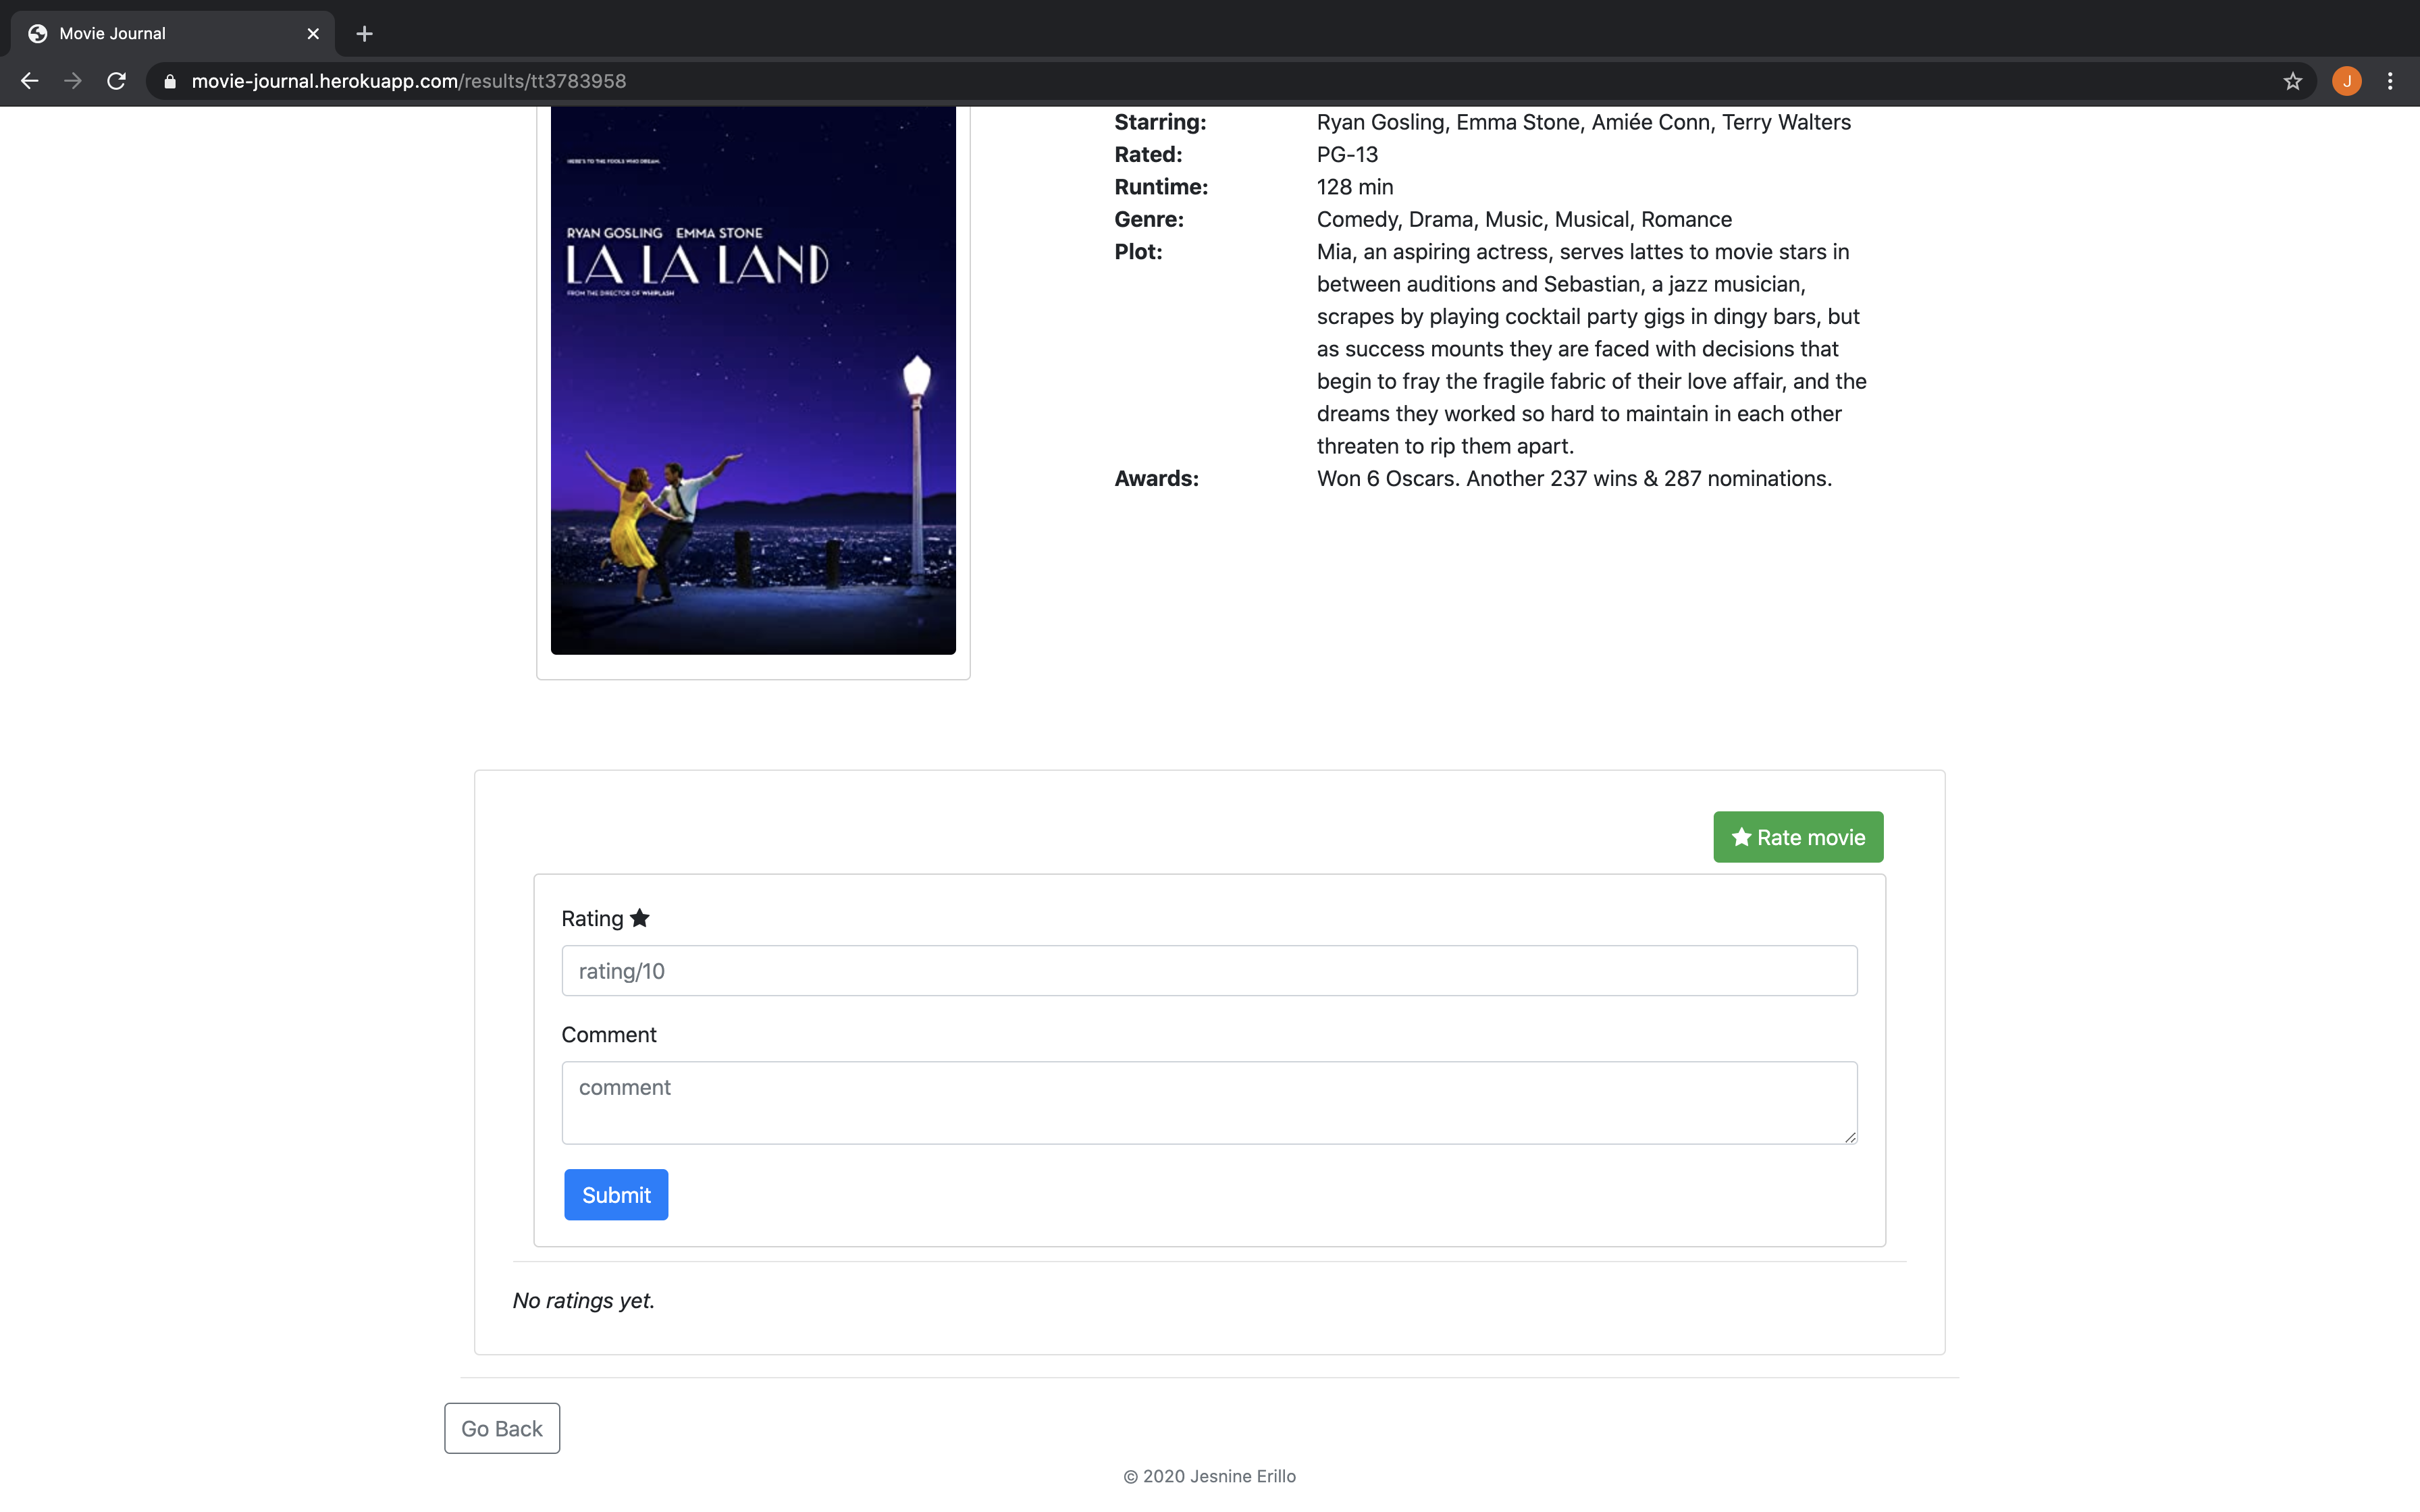 Movie Journal
movie-journal.herokuapp.com/results/tt3783958
J
HERE'S TO THE FOOLS WHO DREAM.
RYAN GOSLING EMMA STONE
LA LA LAND
FROM THE DIRECTOR OF WHIPLASH
Starring: Ryan Gosling, Emma Stone, Amiée Conn, Terry Walters
Rated: PG-13
Runtime: 128 min
Genre: Comedy, Drama, Music, Musical, Romance
Plot: Mia, an aspiring actress, serves lattes to movie stars in
between auditions and Sebastian, a jazz musician,
scrapes by playing cocktail party gigs in dingy bars, but
as success mounts they are faced with decisions that
begin to fray the fragile fabric of their love affair, and the
dreams they worked so hard to maintain in each other
threaten to rip them apart.
Awards: Won 6 Oscars. Another 237 wins & 287 nominations.
Rate movie
Rating
rating/10
Comment
comment
Submit
No ratings yet.
Go Back
© 2020 Jesnine Erillo